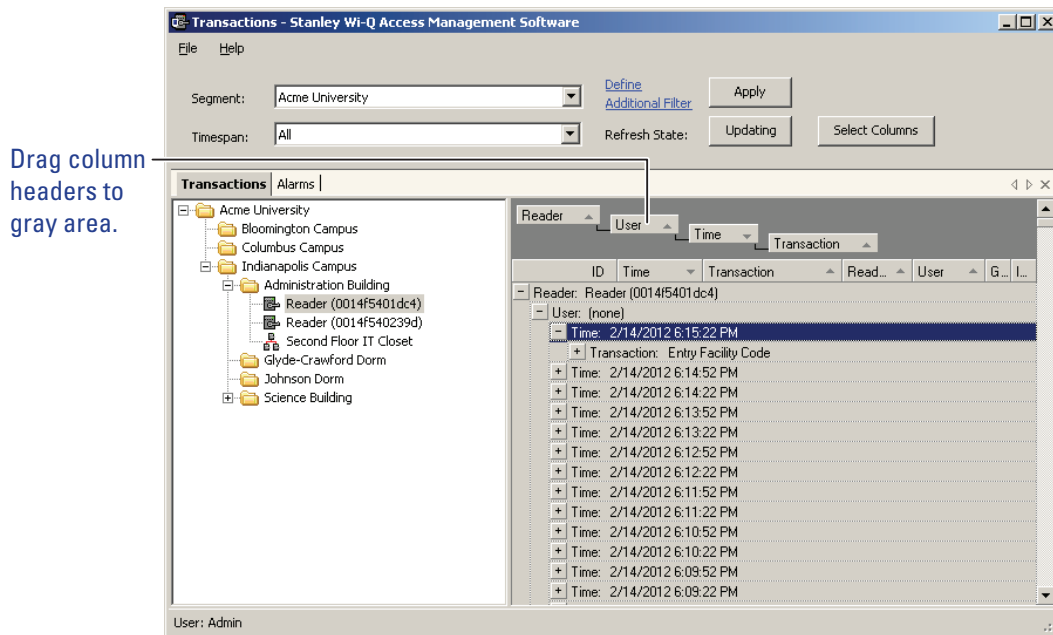 Transactions - Stanley Wi-Q Access Management Software
File Help
Segment: Acme University
Define
Additional Filter
Apply
Timespan: All
Refresh State: Updating Select Columns
Drag column
headers to
gray area.
Transactions Alarms
Acme University
Bloomington Campus
Columbus Campus
Indianapolis Campus
Administration Building
Reader (0014f5401dc4)
Reader (0014f540239d)
Second Floor IT Closet
Glyde-Crawford Dorm
Johnson Dorm
Science Building
Reader
User
Time
Transaction
ID Time Transaction Read... User G... I...
Reader: Reader (0014f5401dc4)
User: (none)
Time: 2/14/2012 6:15:22 PM
Transaction: Entry Facility Code
Time: 2/14/2012 6:14:52 PM
Time: 2/14/2012 6:14:22 PM
Time: 2/14/2012 6:13:52 PM
Time: 2/14/2012 6:13:22 PM
Time: 2/14/2012 6:12:52 PM
Time: 2/14/2012 6:12:22 PM
Time: 2/14/2012 6:11:52 PM
Time: 2/14/2012 6:11:22 PM
Time: 2/14/2012 6:10:52 PM
Time: 2/14/2012 6:10:22 PM
Time: 2/14/2012 6:09:52 PM
Time: 2/14/2012 6:09:22 PM
User: Admin